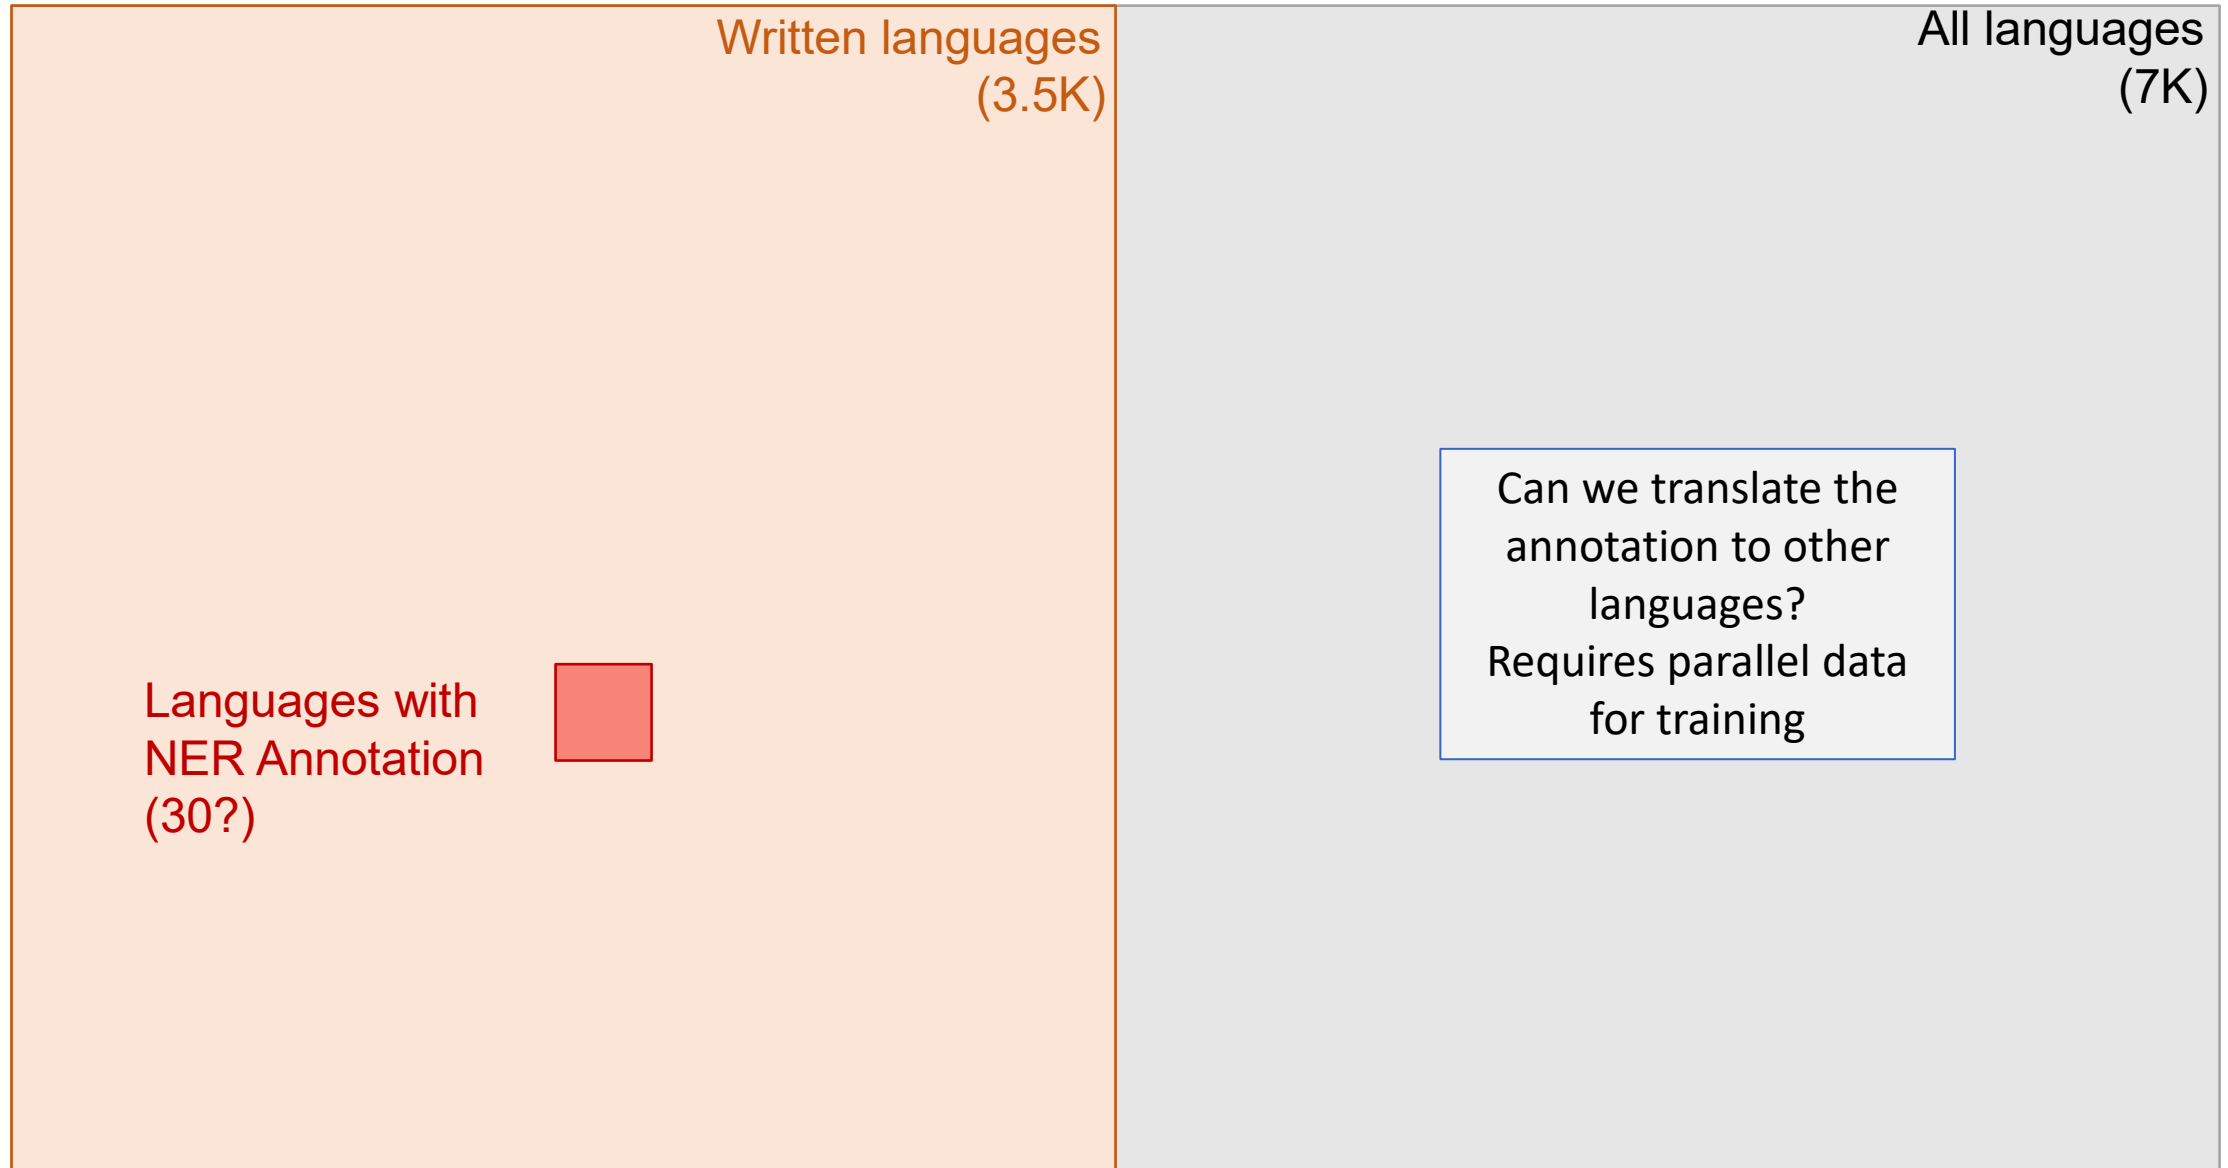 Written languages
(3.5K)
All languages
(7K)
Can we translate the
annotation to other
languages?
Requires parallel data
for training
Languages with
NER Annotation
(30?)